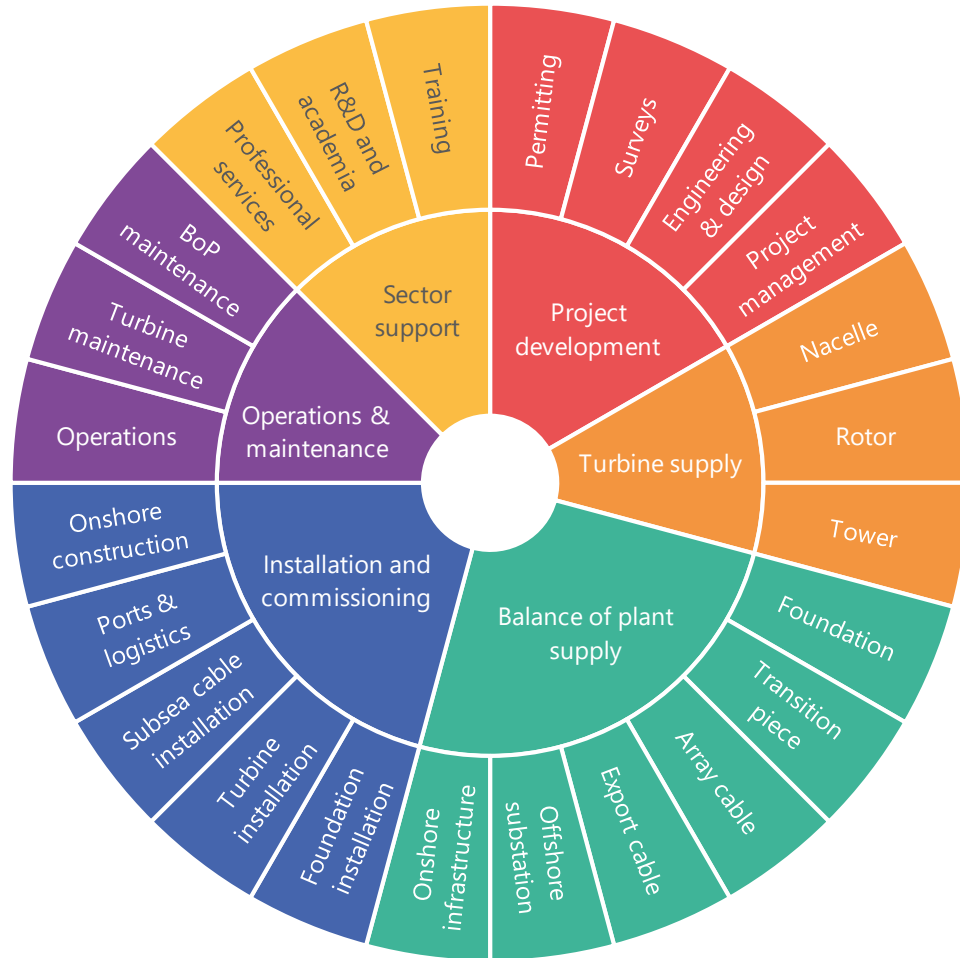 Permitting
Surveys
Engineering
& design
Project
management
Nacelle
Rotor
Tower
Foundation
Transition
piece
Array cable
Export cable
Offshore
substation
Onshore
infrastructure
Foundation
installation
Turbine
installation
Subsea cable
installation
Ports &
logistics
Onshore
construction
Operations
Turbine
maintenance
BoP
maintenance
Professional
services
R&D and
academia
Training
Project
development
Turbine supply
Balance of plant
supply
Installation and
commissioning
Operations &
maintenance
Sector
support